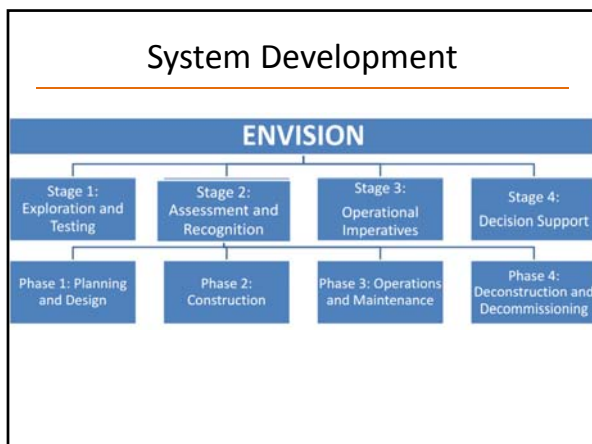 System Development
ENVISION
Stage 1:
Exploration and
Testing
Stage 2:
Assessment and
Recognition
Stage 3:
Operational
Imperatives
Stage 4:
Decision Support
Phase 1: Planning
and Design
Phase 2:
Construction
Phase 3: Operations
and Maintenance
Phase 4:
Deconstruction and
Decommissioning